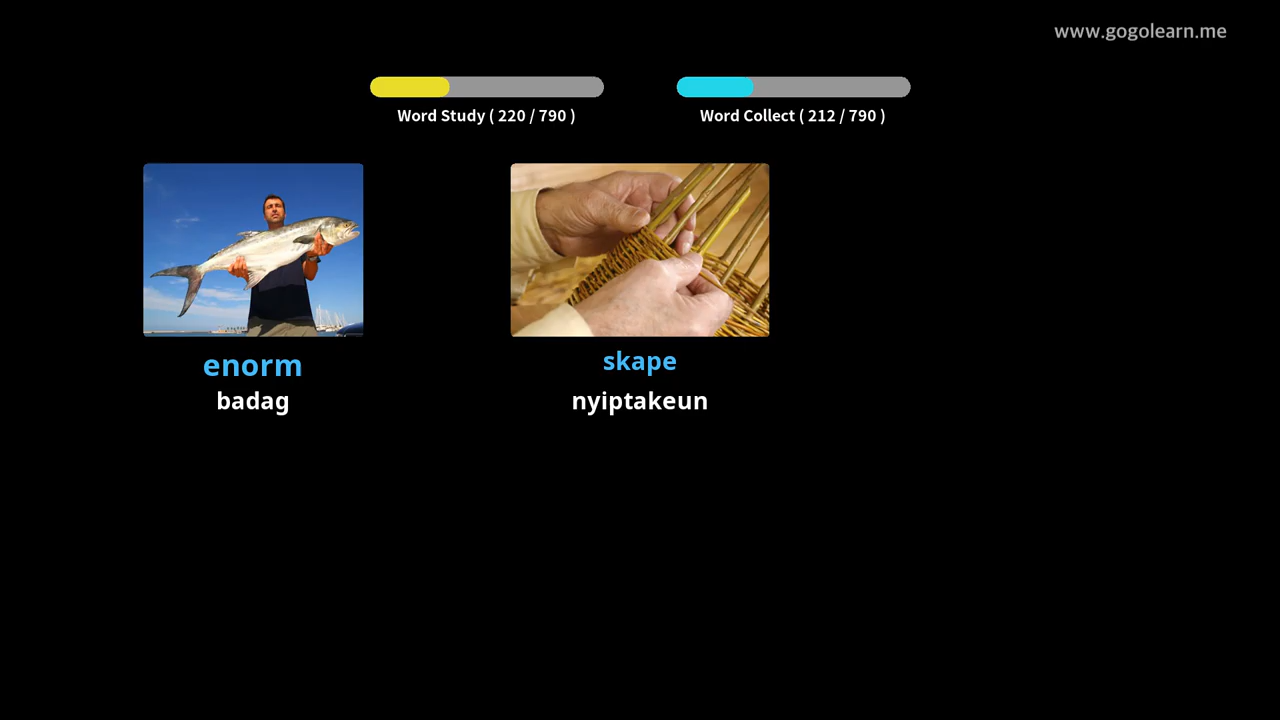 www.gogolearn.me
Word Study ( 220 / 790 )
Word Collect ( 212 / 790 )
enorm
badag
skape
nyiptakeun